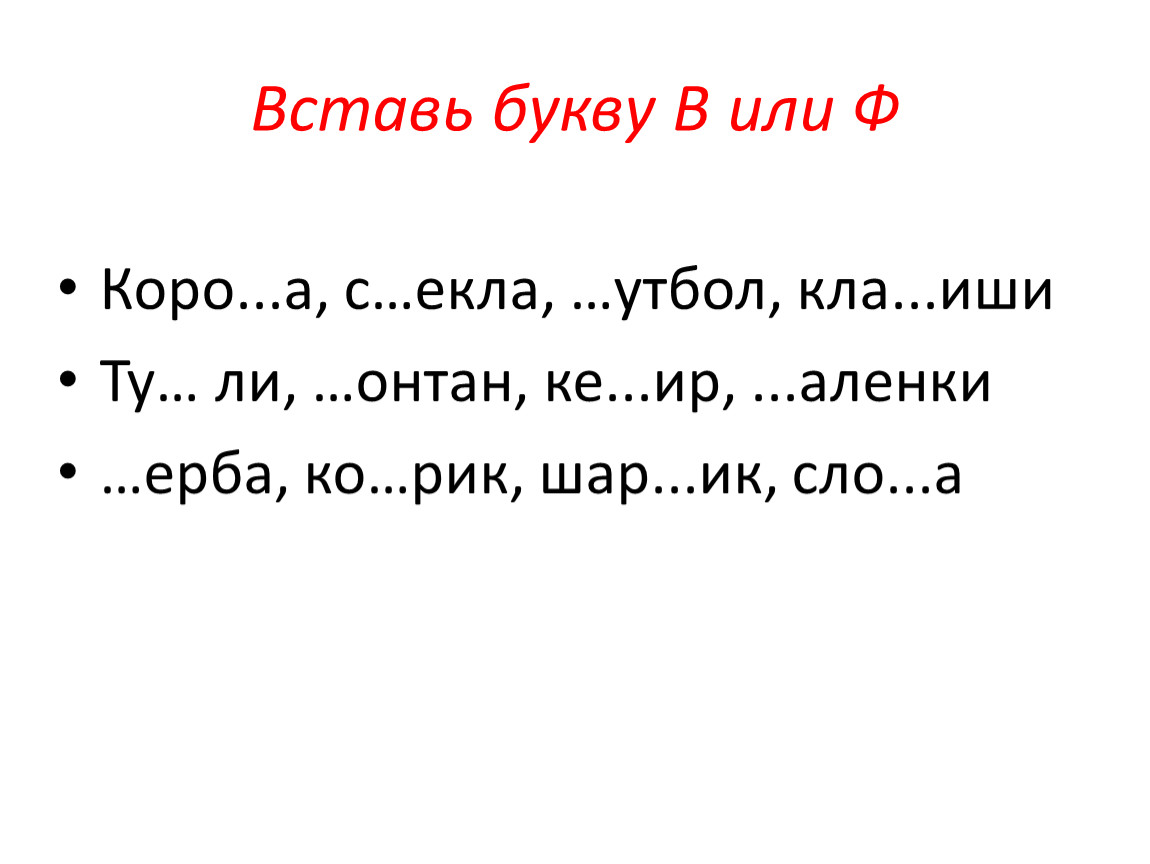 Вставь букву В или Ф
• Коро...а, с...екла, ...утбол, кла...иши
• Ту... ли, ...онтан, ке...ир, ...аленки
• ...ерба, ко...рик, шар...ик, сло...а